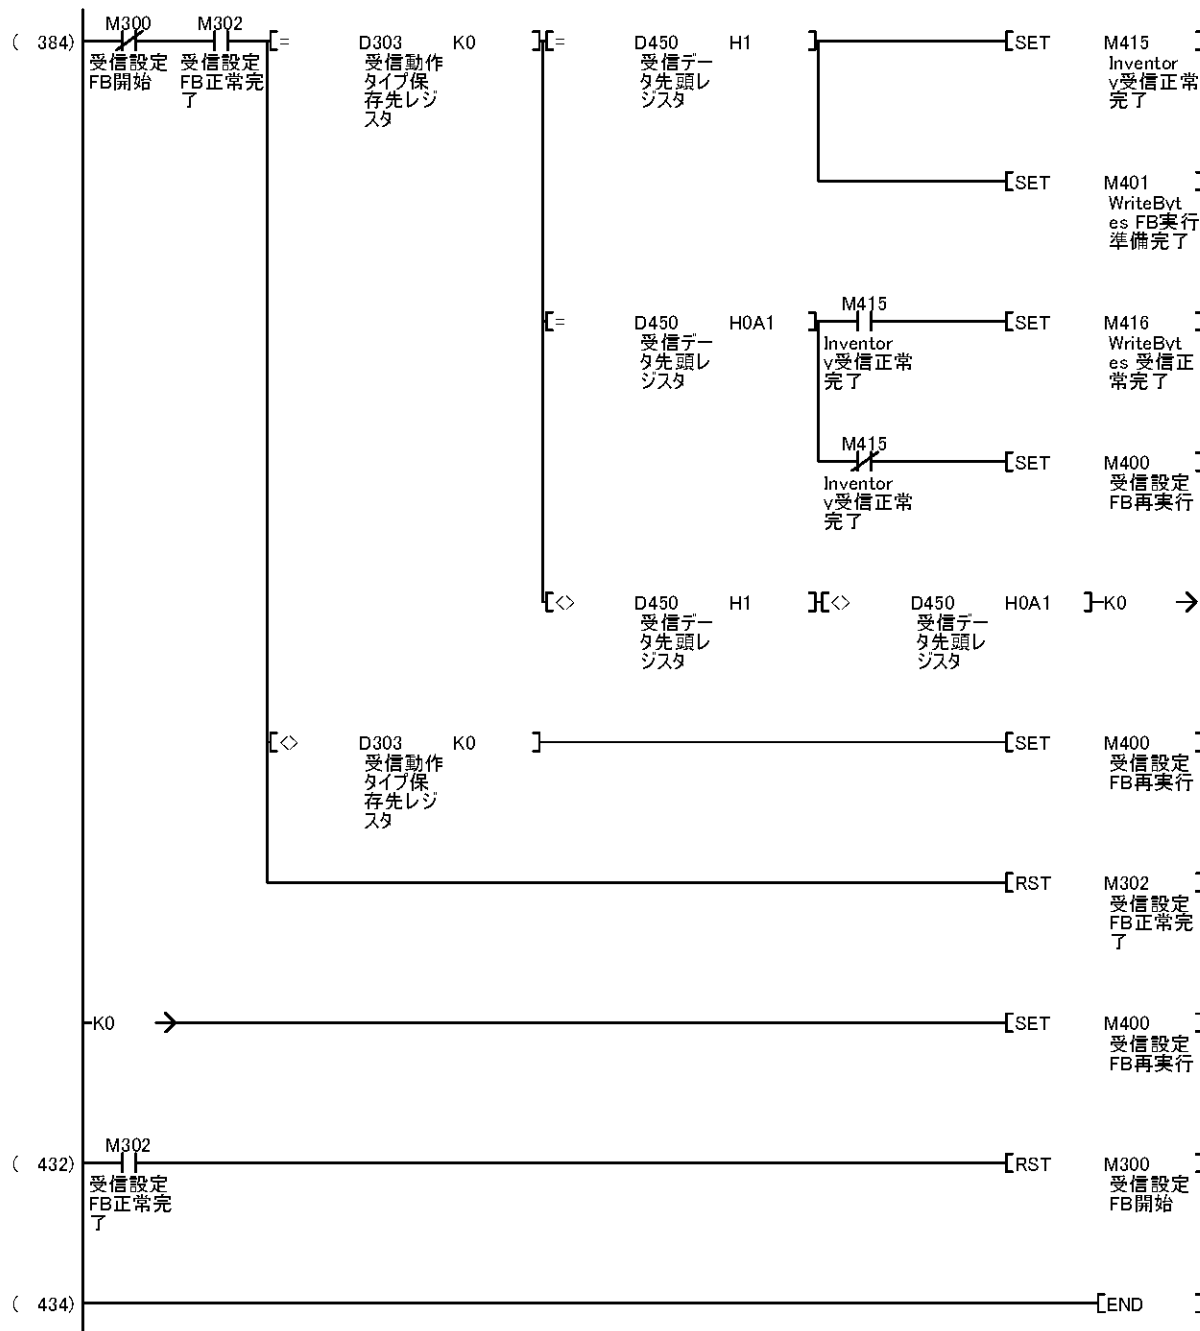 M300 M302
( 384) [= D303 K0 ] [= D450 H1 ] [SET M415 ]
受信設定 受信設定 受信動作 受信デー Inventor
FB開始 FB正常完 タイプ保 タ先頭レ y受信正常
了 存先レジ ジスタ 完了
スタ
[SET M401 ]
WriteByt
es FB実行
準備完了
M415
[= D450 H0A1 ] [SET M416 ]
受信デー Inventor WriteByt
タ先頭レ y受信正常 es 受信正
ジスタ 完了 常完了
M415
[SET M400 ]
Inventor 受信設定
y受信正常 FB再実行
完了
[<> D450 H1 ] [<> D450 H0A1 ] K0
受信デー 受信デー
タ先頭レ タ先頭レ
ジスタ ジスタ
[<> D303 K0 ] [SET M400 ]
受信動作 受信設定
タイプ保 FB再実行
存先レジ
スタ
[RST M302 ]
受信設定
FB正常完
了
K0 [SET M400 ]
受信設定
FB再実行
M302
( 432) [RST M300 ]
受信設定 受信設定
FB正常完 FB開始
了
( 434) [END ]